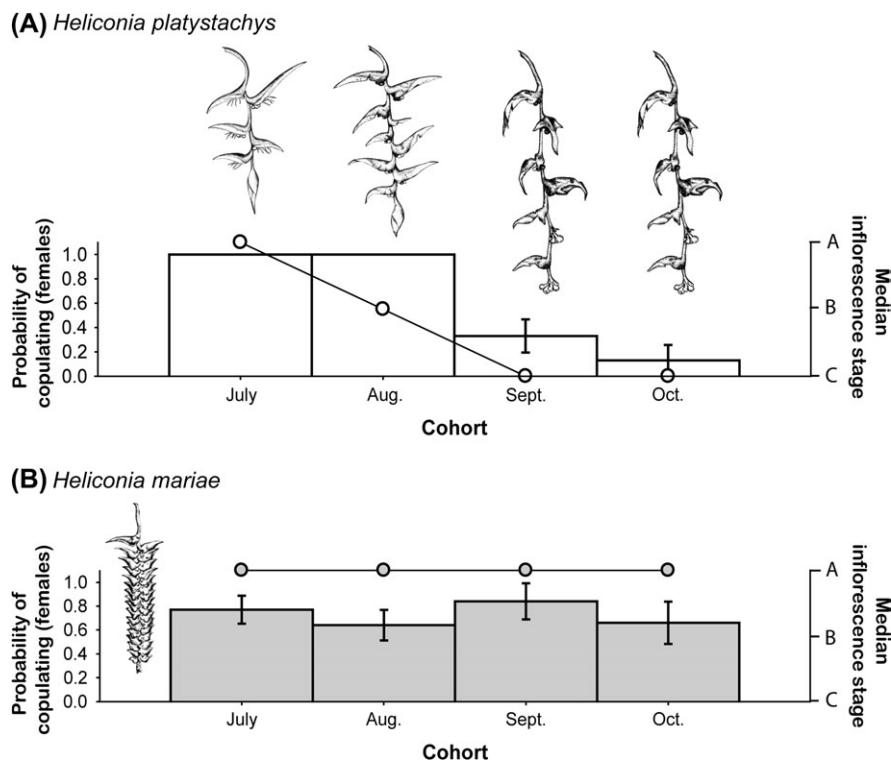 (A) Heliconia platystachys
Probability of
copulating (females)
1.0
0.8
0.6
0.4
0.2
0.0
July
Aug.
Sept.
Oct.
Cohort
A
B
C
Median
inflorescence stage
(B) Heliconia mariae
Probability of
copulating (females)
1.0
0.8
0.6
0.4
0.2
0.0
July
Aug.
Sept.
Oct.
Cohort
A
B
C
Median
inflorescence stage